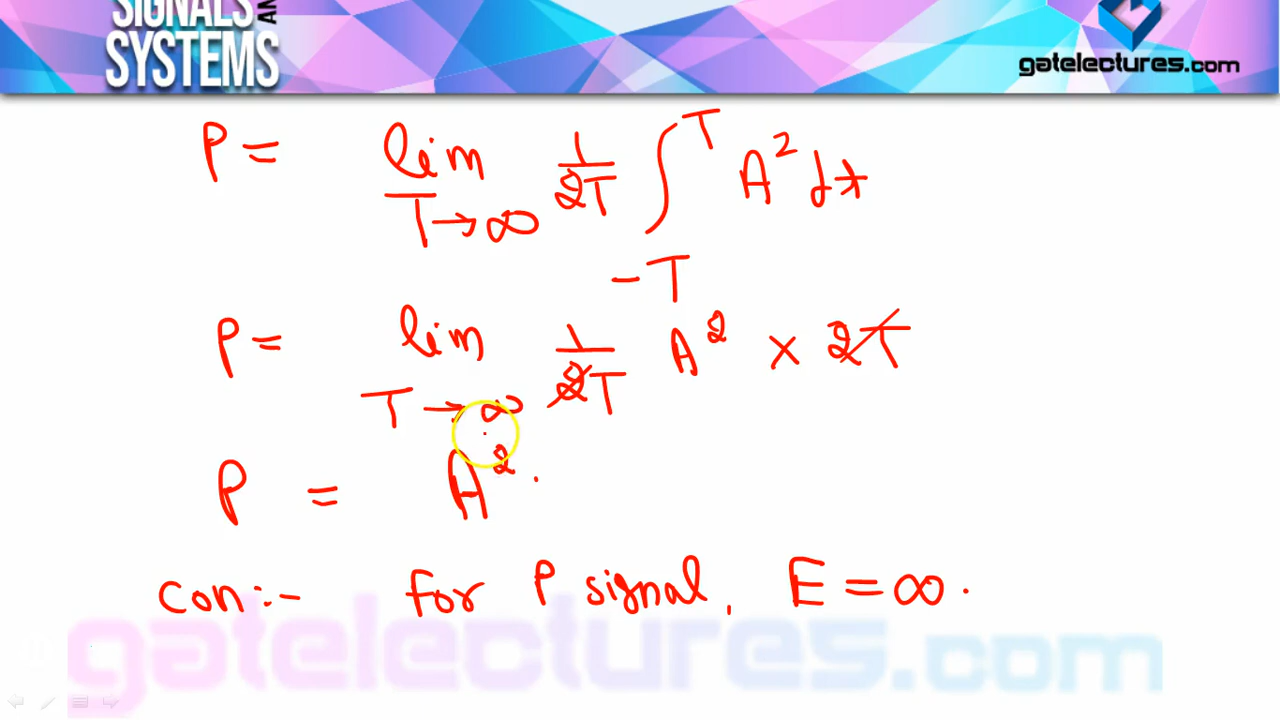 SIGNALS AND
SYSTEMS
gatelectures.com
P = lim T→∞ 1/2T ∫ -T T A² dt
P = lim T→∞ 1/2T A² × 2T
P = A².
con:- For P signal, E = ∞.
gatelectures.com